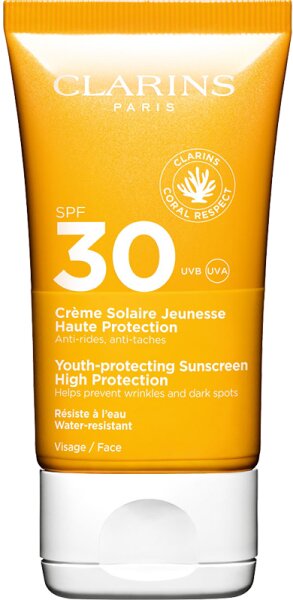 CLARINS
PARIS
CLARINS
CORAL RESPECT
SPF
30
UVB UVA
Crème Solaire Jeunesse
Haute Protection
Anti-rides, anti-taches
Youth-protecting Sunscreen
High Protection
Helps prevent wrinkles and dark spots
Résiste à l'eau
Water-resistant
Visage / Face